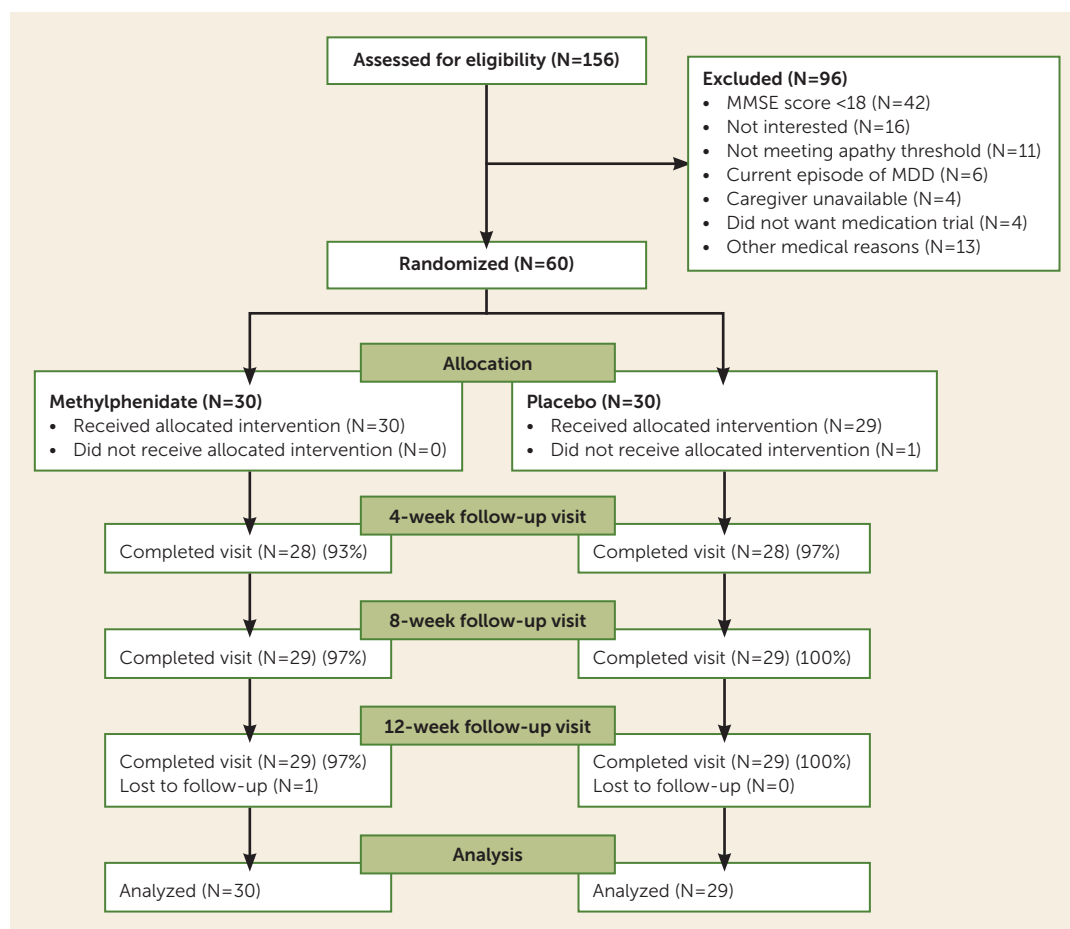 Assessed for eligibility (N=156)
Excluded (N=96)
• MMSE score <18 (N=42)
• Not interested (N=16)
• Not meeting apathy threshold (N=11)
• Current episode of MDD (N=6)
• Caregiver unavailable (N=4)
• Did not want medication trial (N=4)
• Other medical reasons (N=13)
Randomized (N=60)
Allocation
Methylphenidate (N=30)
• Received allocated intervention (N=30)
• Did not receive allocated intervention (N=0)
Placebo (N=30)
• Received allocated intervention (N=29)
• Did not receive allocated intervention (N=1)
4-week follow-up visit
Completed visit (N=28) (93%)
Completed visit (N=28) (97%)
8-week follow-up visit
Completed visit (N=29) (97%)
Completed visit (N=29) (100%)
12-week follow-up visit
Completed visit (N=29) (97%)
Lost to follow-up (N=1)
Completed visit (N=29) (100%)
Lost to follow-up (N=0)
Analysis
Analyzed (N=30)
Analyzed (N=29)